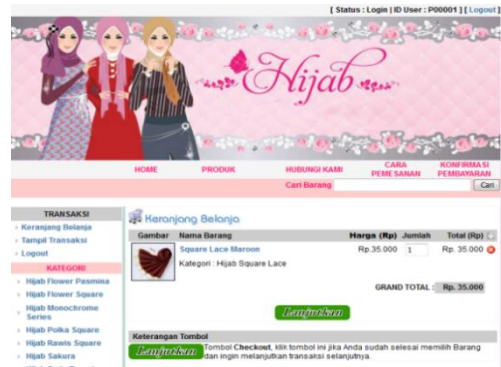 [ Status : Login | ID User : P00001 ] [ Logout ]
Hijab
HOME PRODUK HUBUNGI KAMI CARA PEMESANAN KONFIRMASI PEMBAYARAN
Cari Barang Cari
TRANSAKSI
Keranjang Belanja
Tampil Transaksi
Logout
KATEGORI
Hijab Flower Pasmina
Hijab Flower Square
Hijab Monochrome Series
Hijab Polka Square
Hijab Rawis Square
Hijab Sakura
Keranjang Belanja
Gambar Nama Barang Harga (Rp) Jumlah Total (Rp)
Square Lace Maroon Rp.35.000 1 Rp. 35.000
Kategori : Hijab Square Lace
GRAND TOTAL : Rp. 35.000
Lanjutkan
Keterangan Tombol
Lanjutkan Tombol Checkout, klik tombol ini jika Anda sudah selesai memilih Barang
dan ingin melanjutkan transaksi selanjutnya.